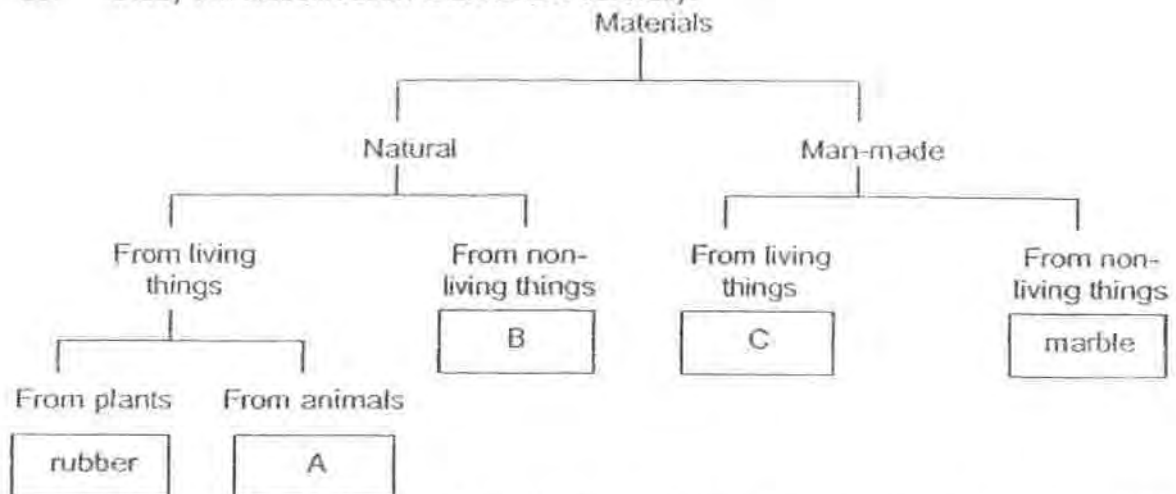 Materials
Natural
Man-made
From living
things
From non-
living things
From living
things
From non-
living things
B
C
marble
From plants
From animals
rubber
A